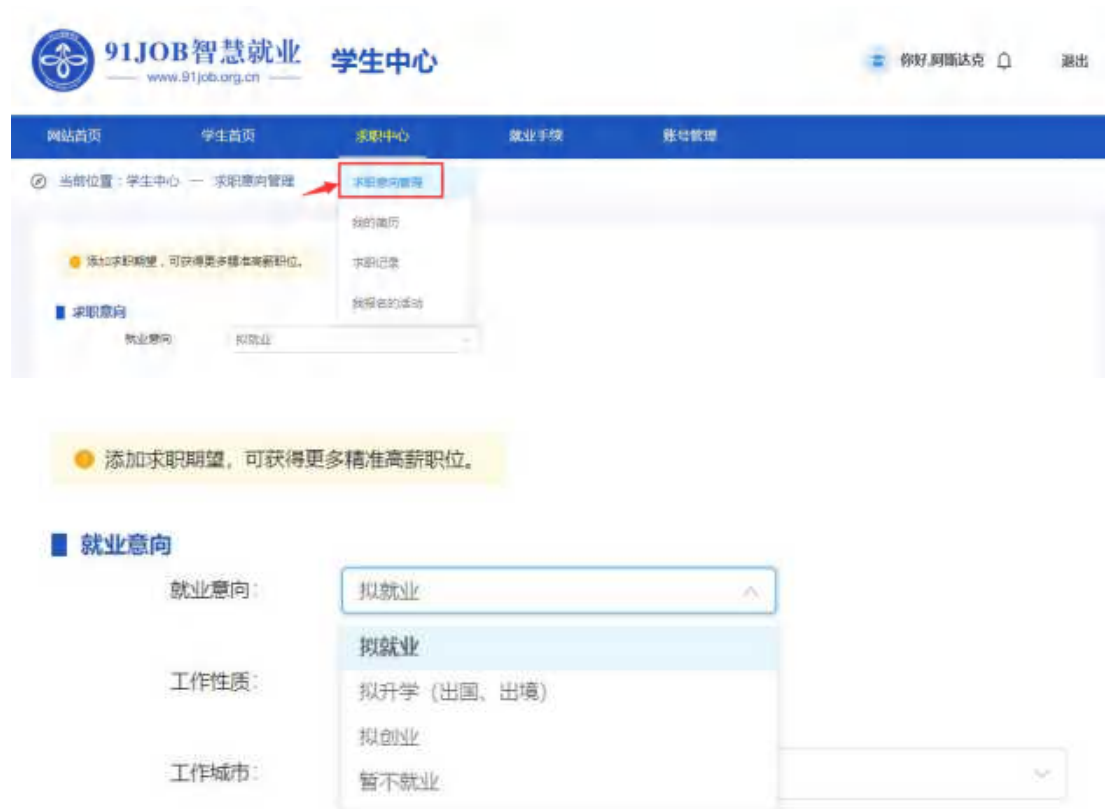 91JOB智慧就业
www.91job.org.cn
学生中心
你好,阿斯达克
退出
网站首页 学生首页 求职中心 就业手续 账号管理
当前位置：学生中心 — 求职意向管理
求职意向管理
我的简历
求职记录
我报名的活动
添加求职期望，可获得更多精准高薪职位。
求职意向
就业意向 拟就业
添加求职期望，可获得更多精准高薪职位。
就业意向
就业意向: 拟就业
拟就业
工作性质:
拟升学（出国、出境）
拟创业
工作城市:
暂不就业